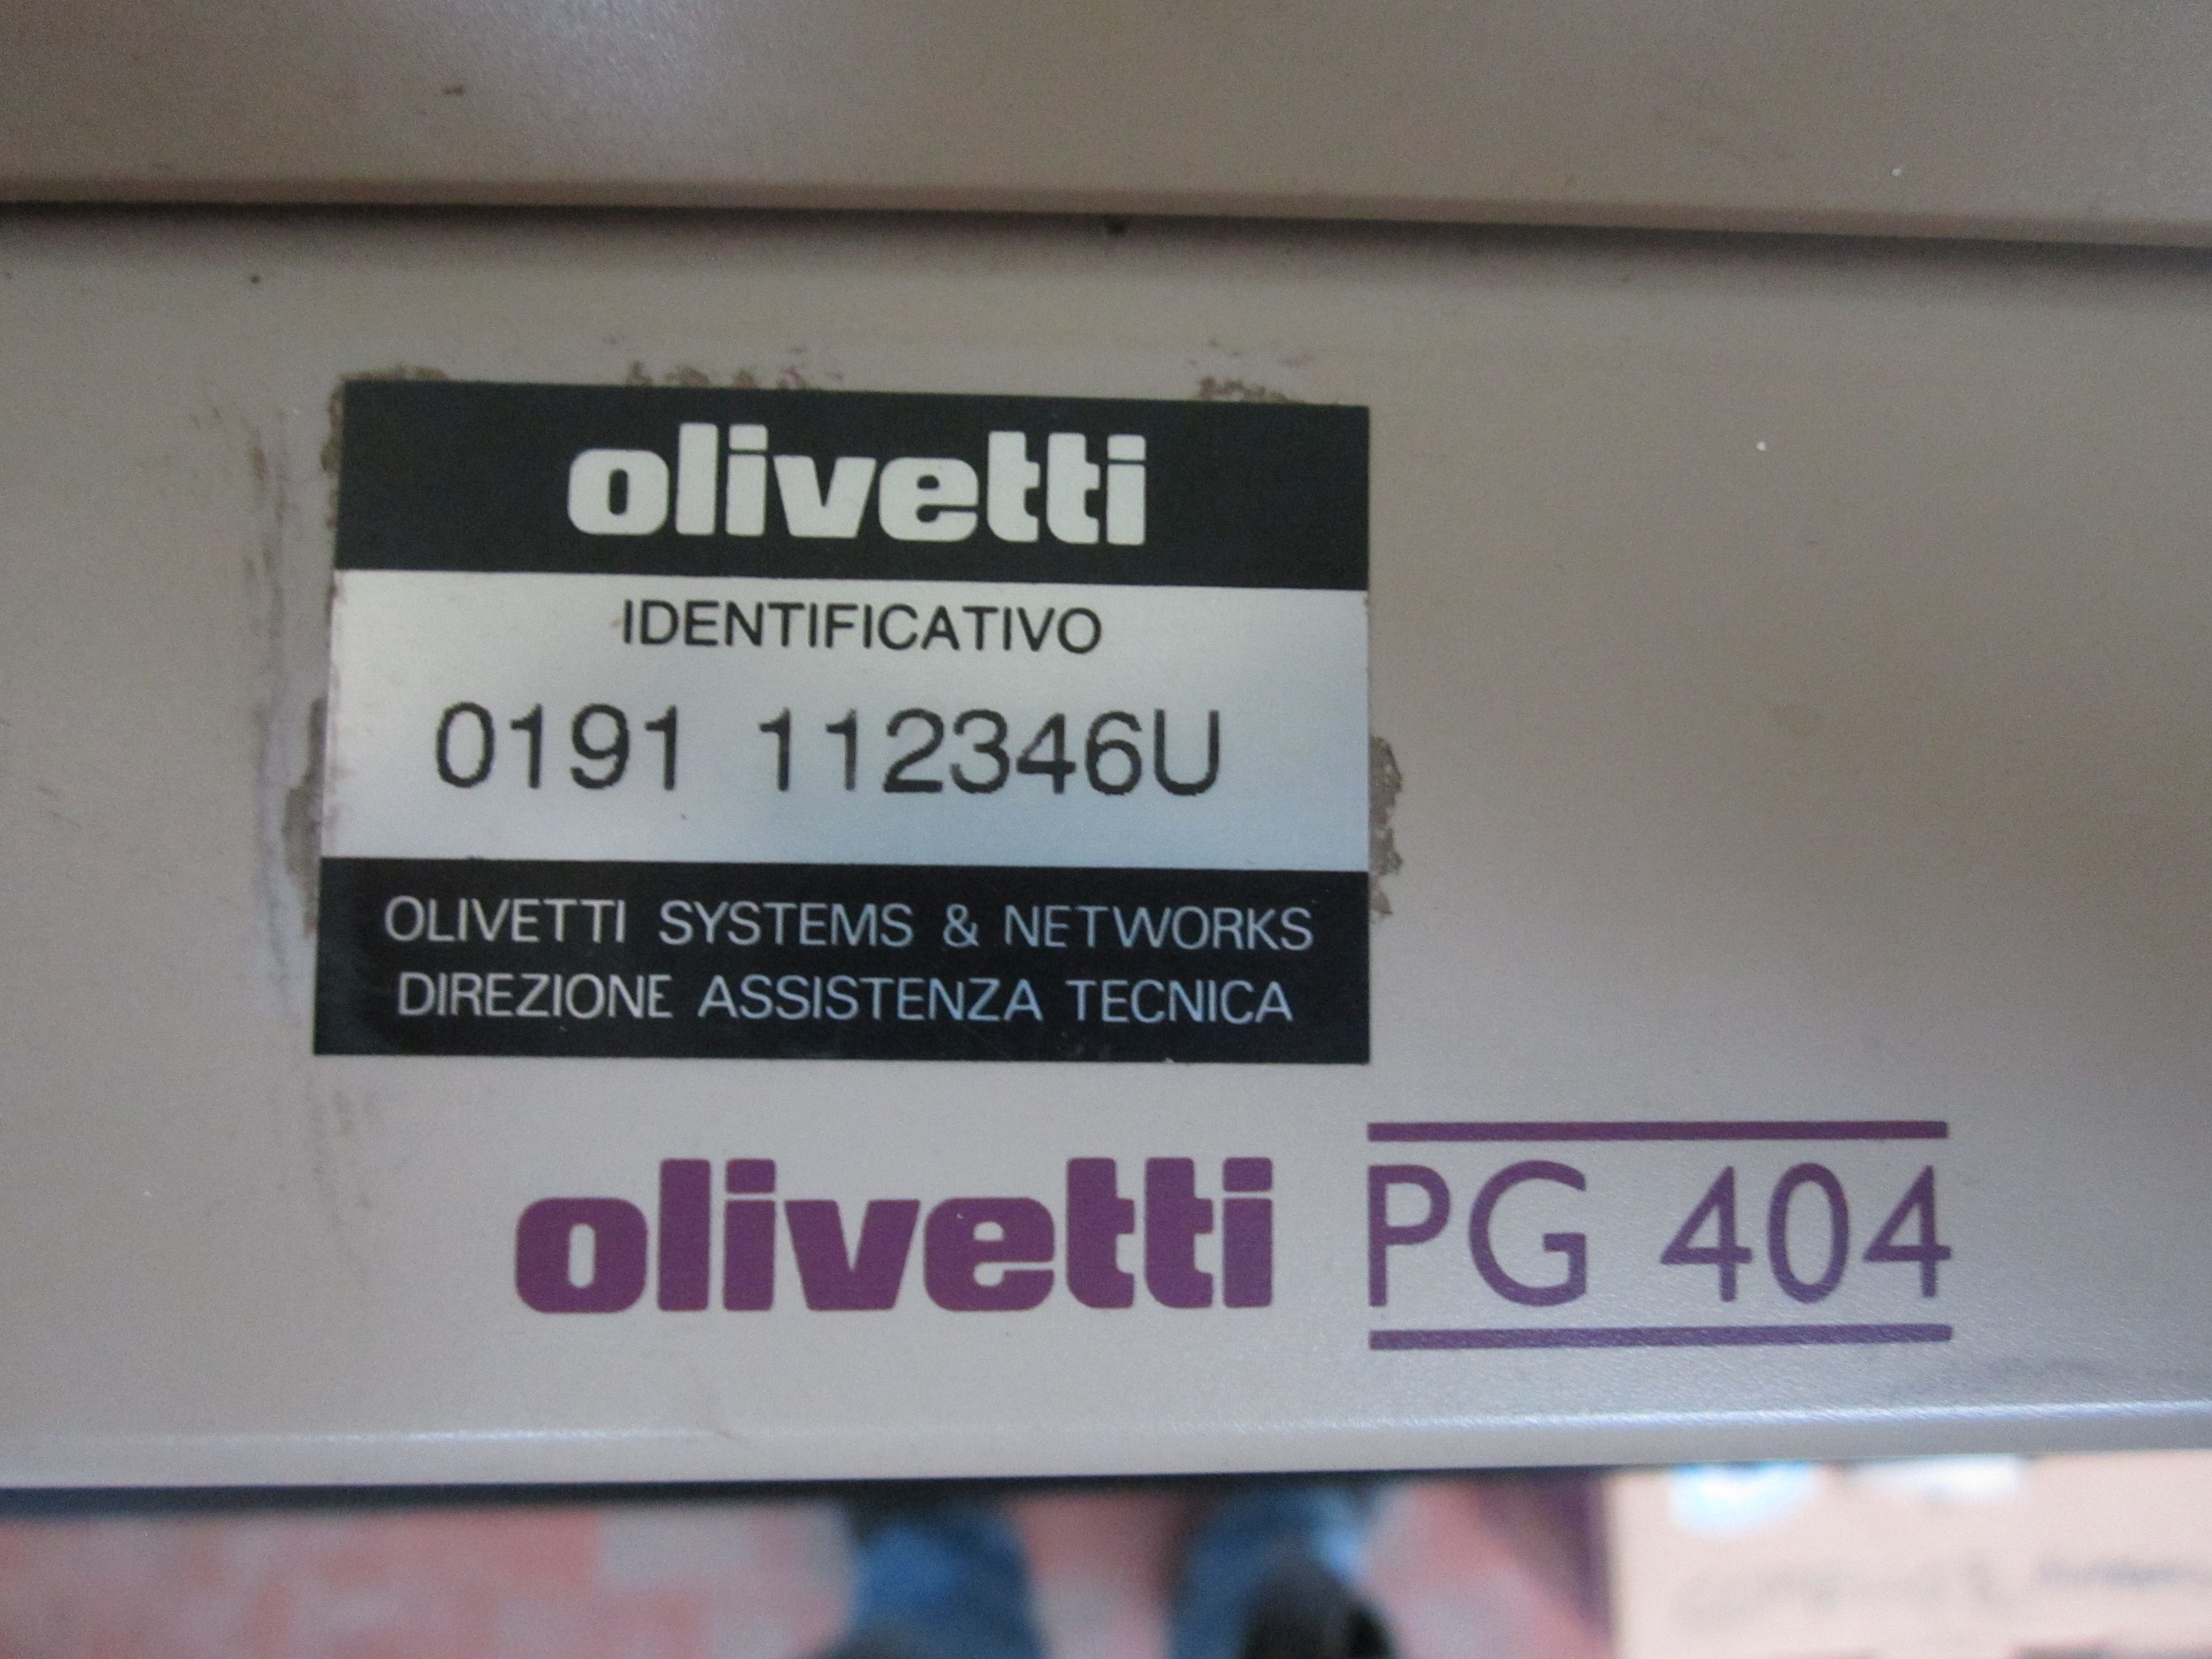 olivetti
IDENTIFICATIVO
0191 112346U
OLIVETTI SYSTEMS & NETWORKS
DIREZIONE ASSISTENZA TECNICA
olivetti PG 404